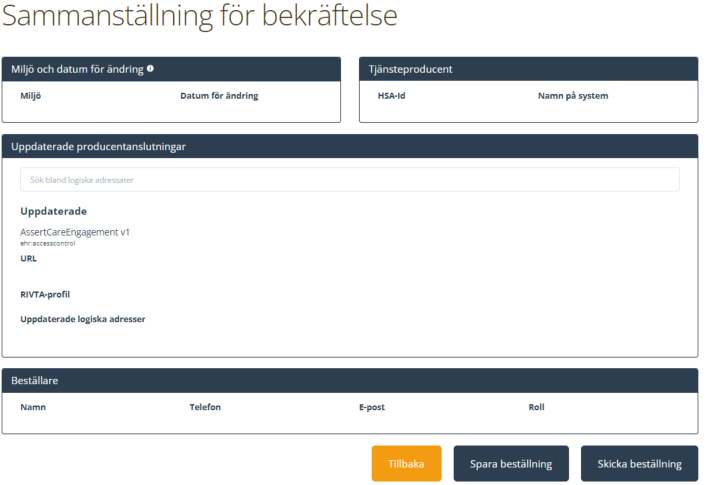 Sammanställning för bekräftelse
Miljö och datum för ändring
Miljö Datum för ändring
Tjänsteproducent
HSA-Id Namn på system
Uppdaterade producentanslutningar
Sök bland logiska adressater
Uppdaterade
AssertCareEngagement v1
ehr:accesscontrol
URL
RIVTA-profil
Uppdaterade logiska adresser
Beställare
Namn Telefon E-post Roll
Tillbaka Spara beställning Skicka beställning